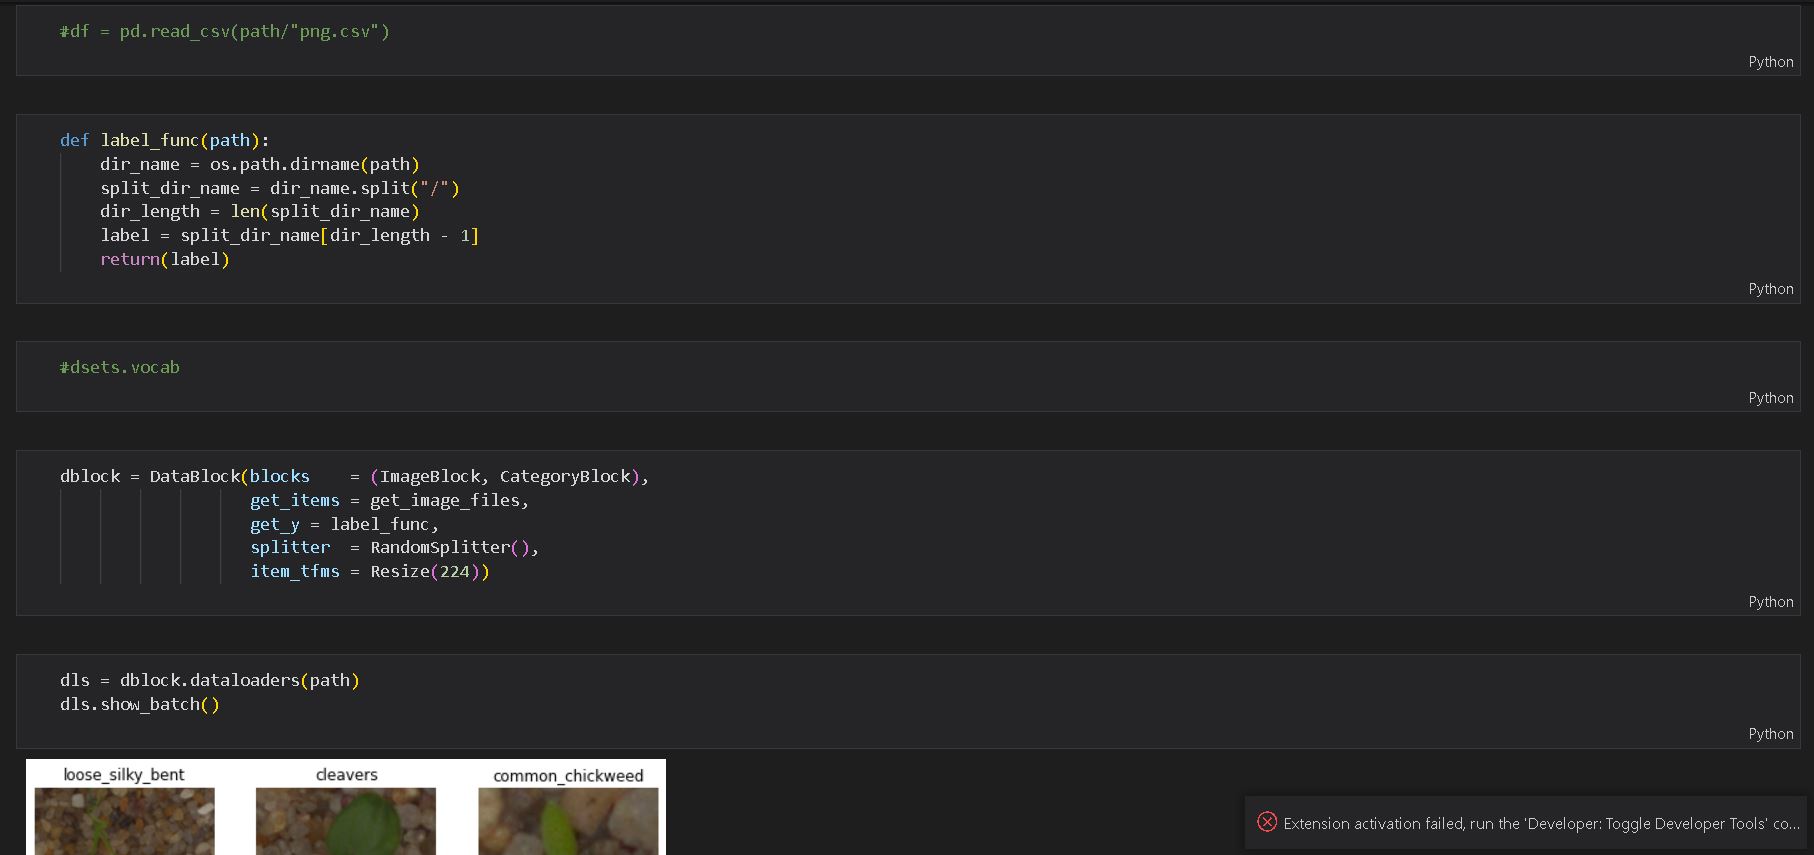 #df = pd.read_csv(path/"png.csv")
Python
def label_func(path):
    dir_name = os.path.dirname(path)
    split_dir_name = dir_name.split("/")
    dir_length = len(split_dir_name)
    label = split_dir_name[dir_length - 1]
    return(label)
Python
#dsets.vocab
Python
dblock = DataBlock(blocks    = (ImageBlock, CategoryBlock),
                   get_items = get_image_files,
                   get_y = label_func,
                   splitter  = RandomSplitter(),
                   item_tfms = Resize(224))
Python
dls = dblock.dataloaders(path)
dls.show_batch()
Python
loose_silky_bent cleavers common_chickweed
Extension activation failed, run the 'Developer: Toggle Developer Tools' co...